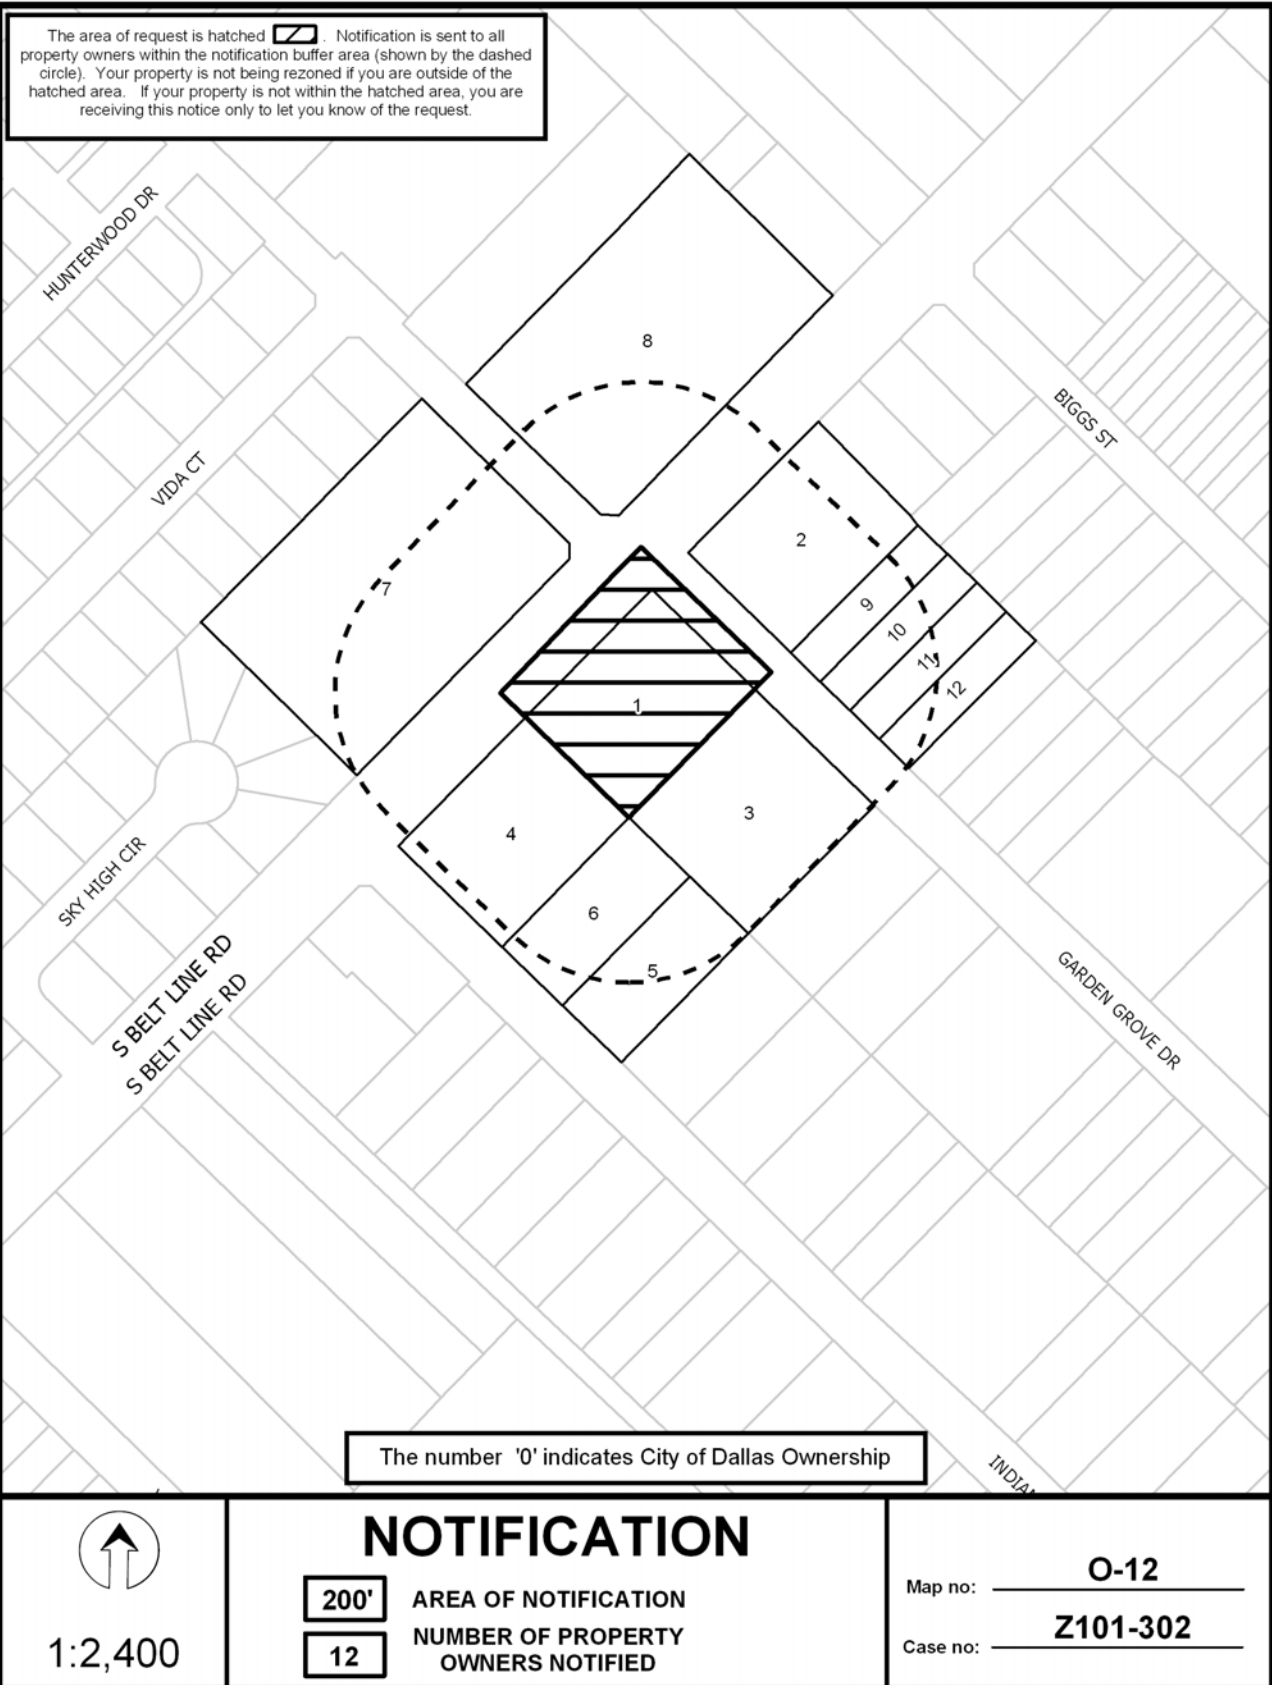 The area of request is hatched . Notification is sent to all
property owners within the notification buffer area (shown by the dashed
circle). Your property is not being rezoned if you are outside of the
hatched area. If your property is not within the hatched area, you are
receiving this notice only to let you know of the request.
HUNTERWOOD DR
8
BIGGS ST
VIDA CT
2
7
9
10
11
12
1
3
4
SKY HIGH CIR
6
5
S BELT LINE RD
S BELT LINE RD
GARDEN GROVE DR
The number '0' indicates City of Dallas Ownership
1:2,400
NOTIFICATION
200' AREA OF NOTIFICATION
12 NUMBER OF PROPERTY
OWNERS NOTIFIED
Map no: O-12
Case no: Z101-302